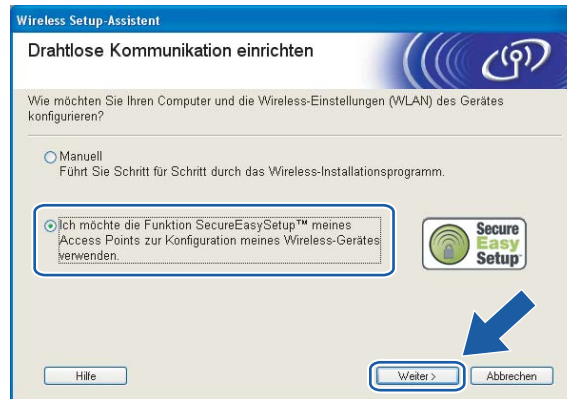 Wireless Setup-Assistent
Drahtlose Kommunikation einrichten
Wie möchten Sie Ihren Computer und die Wireless-Einstellungen (WLAN) des Gerätes
konfigurieren?
Manuell
Führt Sie Schritt für Schritt durch das Wireless-Installationsprogramm.
Ich möchte die Funktion SecureEasySetup™ meines
Access Points zur Konfiguration meines Wireless-Gerätes
verwenden.
Secure
Easy
Setup™
Hilfe
Weiter >
Abbrechen